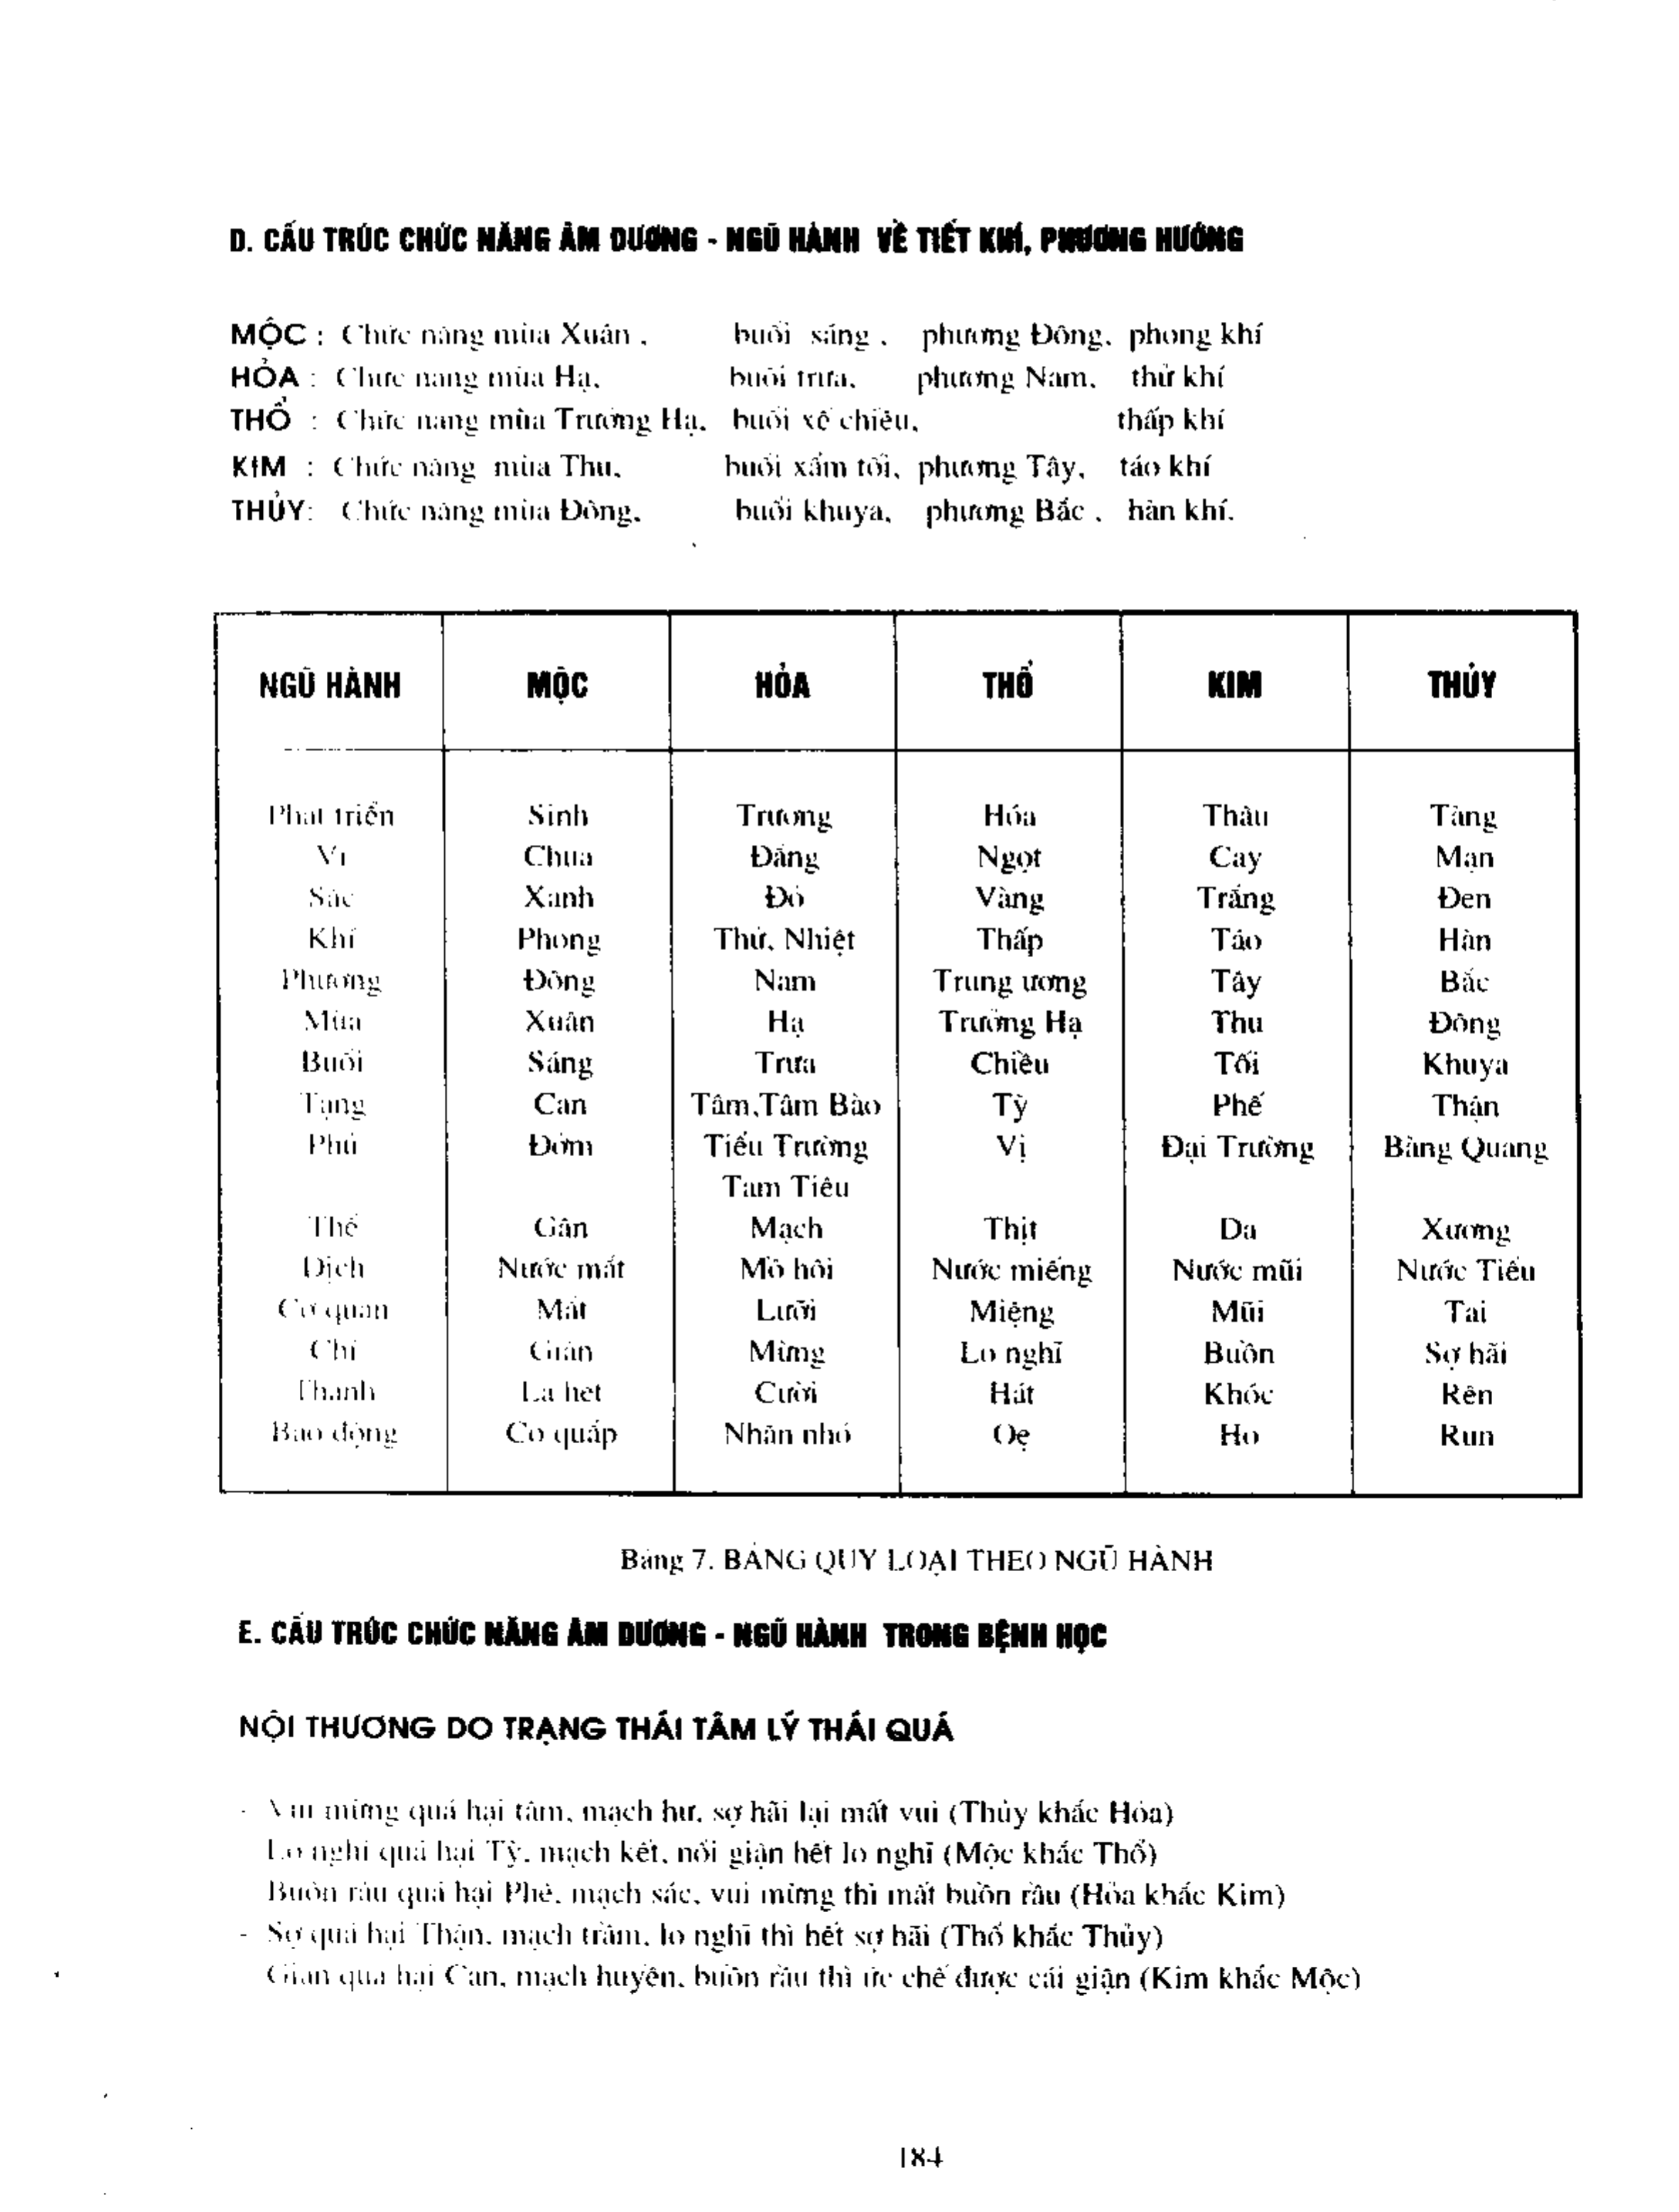 D. CẤU TRÚC CHỨC NĂNG ÂM DƯƠNG - NGŨ HÀNH VỀ TIẾT KHÍ, PHƯƠNG HƯỚNG
MỘC : Chức năng mùa Xuân , buổi sáng , phương Đông, phong khí
HỎA : Chức năng mùa Hạ, buổi trưa, phương Nam, thử khí
THỔ : Chức năng mùa Trưởng Hạ, buổi xế chiều, thấp khí
KIM : Chức năng mùa Thu, buổi xẩm tối, phương Tây, táo khí
THỦY: Chức năng mùa Đông, buổi khuya, phương Bắc , hàn khí.
NGŨ HÀNH MỘC HỎA THỔ KIM THỦY
Phát triển Sinh Trương Hóa Thâu Tàng
Vị Chua Đắng Ngọt Cay Mặn
Sắc Xanh Đỏ Vàng Trắng Đen
Khí Phong Thử, Nhiệt Thấp Táo Hàn
Phương Đông Nam Trung ương Tây Bắc
Mùa Xuân Hạ Trưởng Hạ Thu Đông
Buổi Sáng Trưa Chiều Tối Khuya
Tạng Can Tâm,Tâm Bào Tỳ Phế Thận
Phủ Đởm Tiểu Trường Vị Đại Trường Bàng Quang
Tam Tiêu
Thể Gân Mạch Thịt Da Xương
Dịch Nước mắt Mồ hôi Nước miếng Nước mũi Nước Tiểu
Cơ quan Mắt Lưỡi Miệng Mũi Tai
Chí Giận Mừng Lo nghĩ Buồn Sợ hãi
Thanh La hét Cười Hát Khóc Rên
Bao động Co quắp Nhăn nhó Oẹ Ho Run
Bảng 7. BẢNG QUY LOẠI THEO NGŨ HÀNH
E. CẤU TRÚC CHỨC NĂNG ÂM DƯƠNG - NGŨ HÀNH TRONG BỆNH HỌC
NỘI THƯƠNG DO TRẠNG THÁI TÂM LÝ THÁI QUÁ
- Vui mừng quá hại tâm, mạch hư, sợ hãi lại mất vui (Thủy khắc Hỏa)
Lo nghĩ quá hại Tỳ, mạch kết, nổi giận hết lo nghĩ (Mộc khắc Thổ)
Buồn rầu quá hại Phế, mạch sác, vui mừng thì mất buồn rầu (Hỏa khắc Kim)
- Sợ quá hại Thận, mạch trầm, lo nghĩ thì hết sợ hãi (Thổ khắc Thủy)
Giận quá hại Can, mạch huyền, buồn rầu thì ức chế được cái giận (Kim khắc Mộc)
184